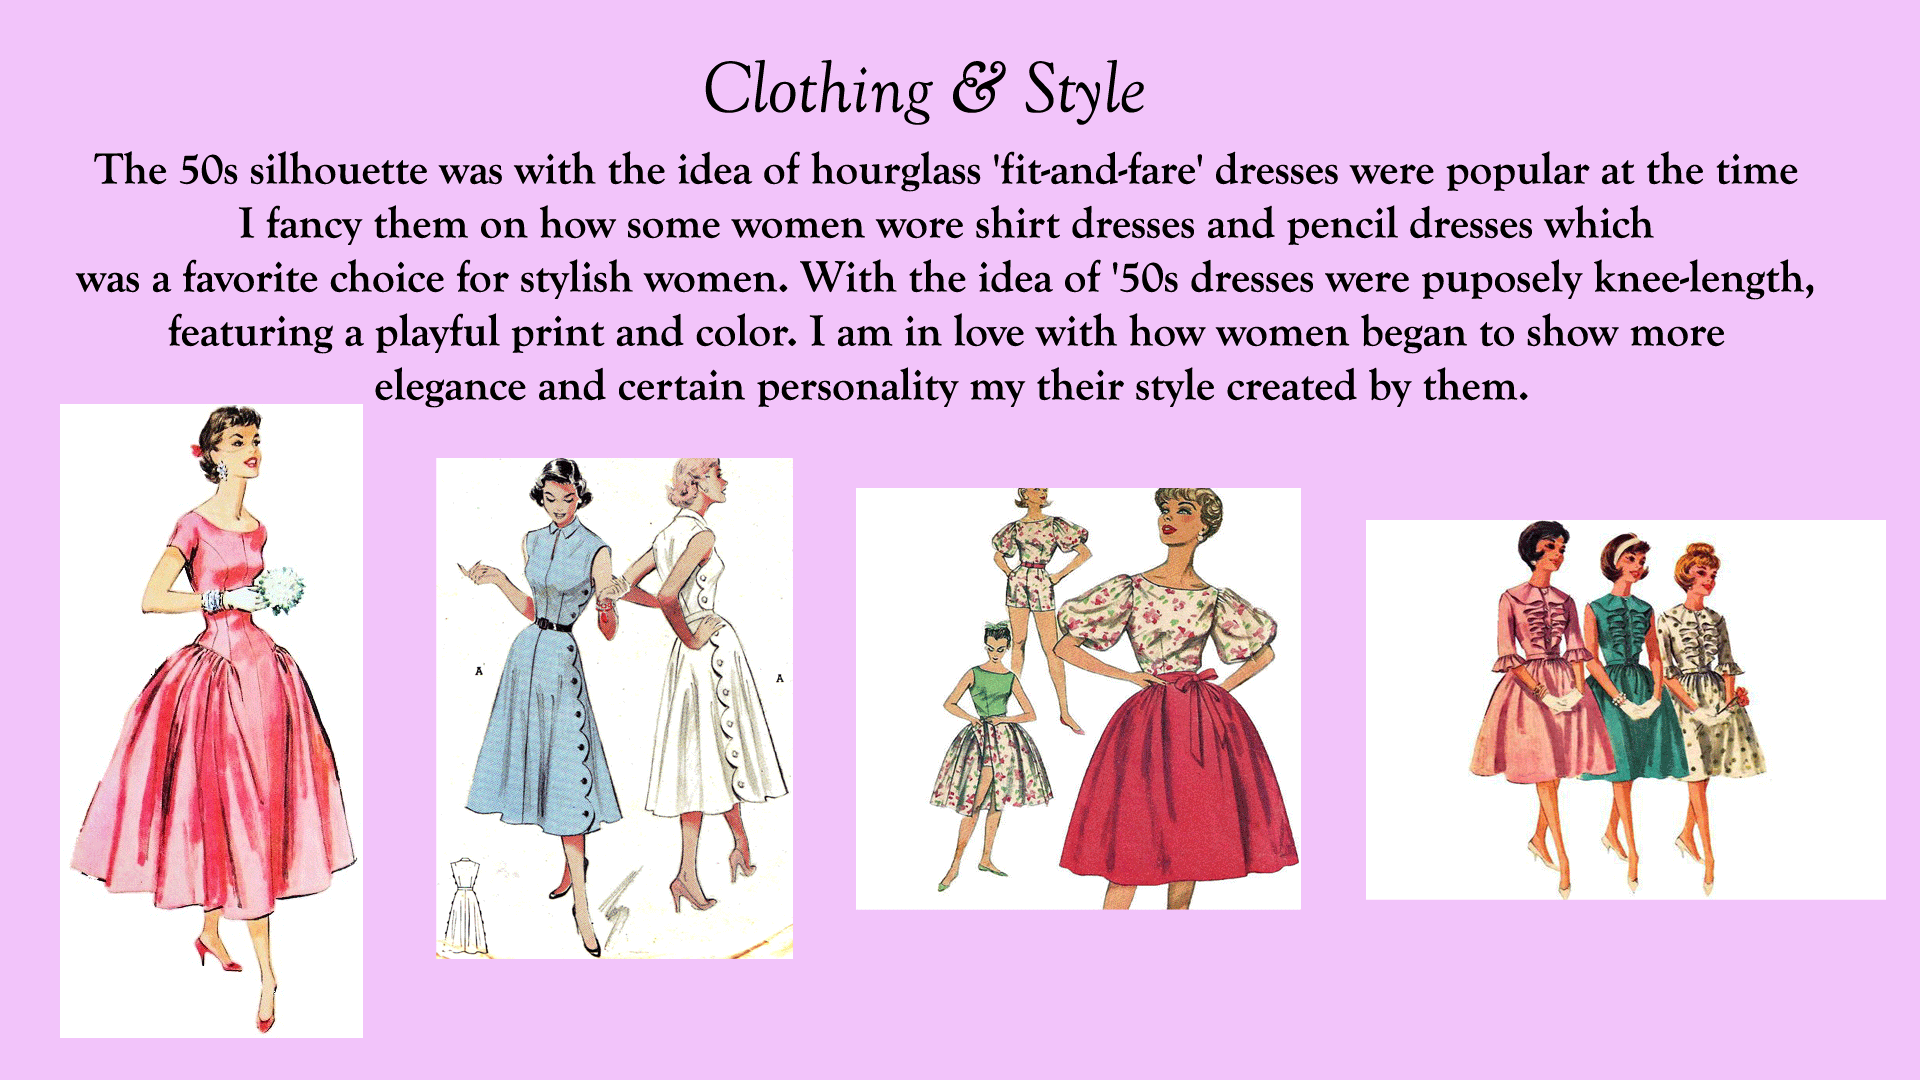 Clothing & Style
The 50s silhouette was with the idea of hourglass 'fit-and-fare' dresses were popular at the time
I fancy them on how some women wore shirt dresses and pencil dresses which
was a favorite choice for stylish women. With the idea of '50s dresses were puposely knee-length,
featuring a playful print and color. I am in love with how women began to show more
elegance and certain personality my their style created by them.
A
A